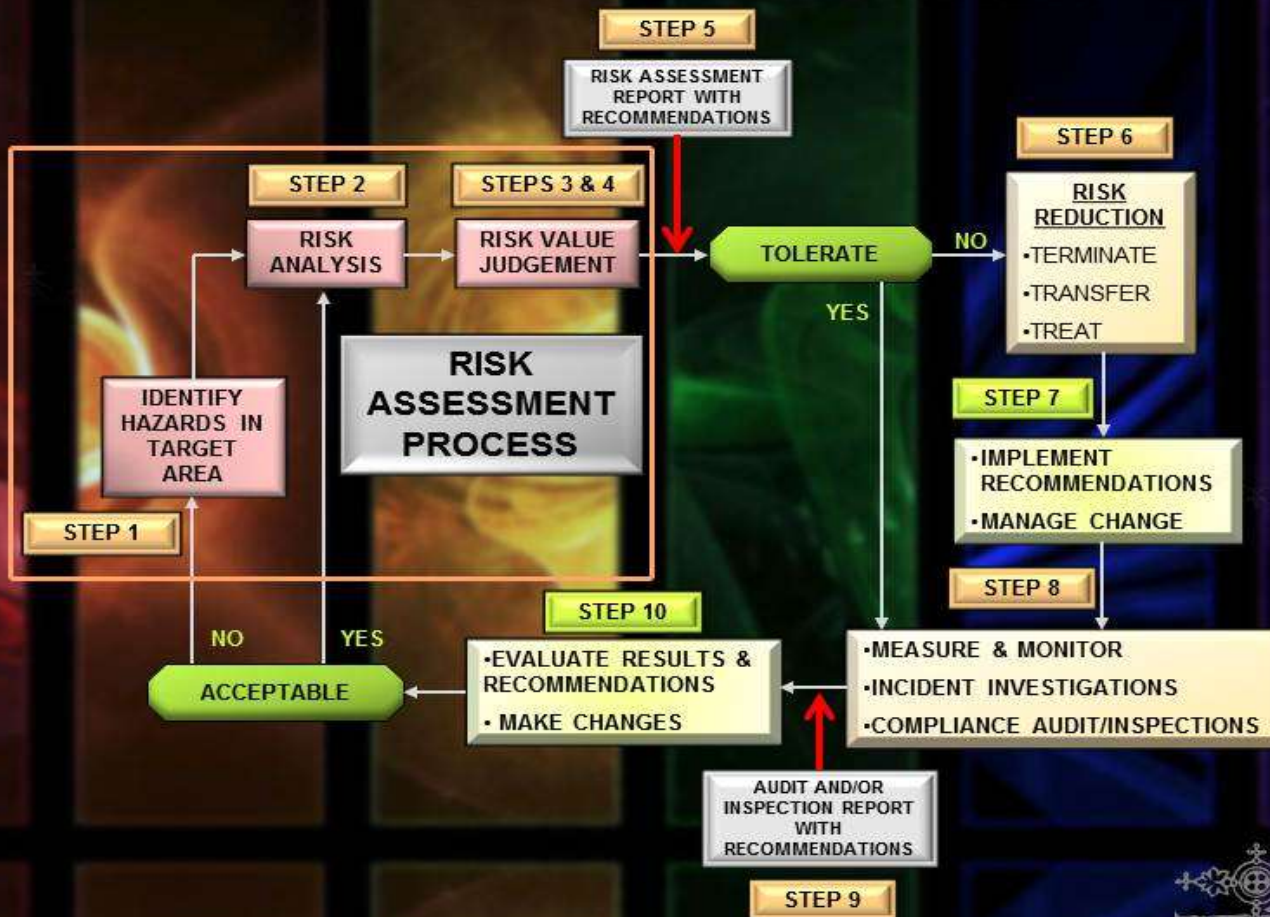 STEP 5
RISK ASSESSMENT
REPORT WITH
RECOMMENDATIONS
STEP 6
RISK
REDUCTION
•TERMINATE
•TRANSFER
•TREAT
STEP 2
STEPS 3 & 4
RISK
ANALYSIS
RISK VALUE
JUDGEMENT
TOLERATE
NO
YES
RISK
ASSESSMENT
PROCESS
IDENTIFY
HAZARDS IN
TARGET
AREA
STEP 1
STEP 7
•IMPLEMENT
RECOMMENDATIONS
•MANAGE CHANGE
STEP 8
•MEASURE & MONITOR
•INCIDENT INVESTIGATIONS
•COMPLIANCE AUDIT/INSPECTIONS
STEP 10
•EVALUATE RESULTS &
RECOMMENDATIONS
• MAKE CHANGES
NO
YES
ACCEPTABLE
AUDIT AND/OR
INSPECTION REPORT
WITH
RECOMMENDATIONS
STEP 9